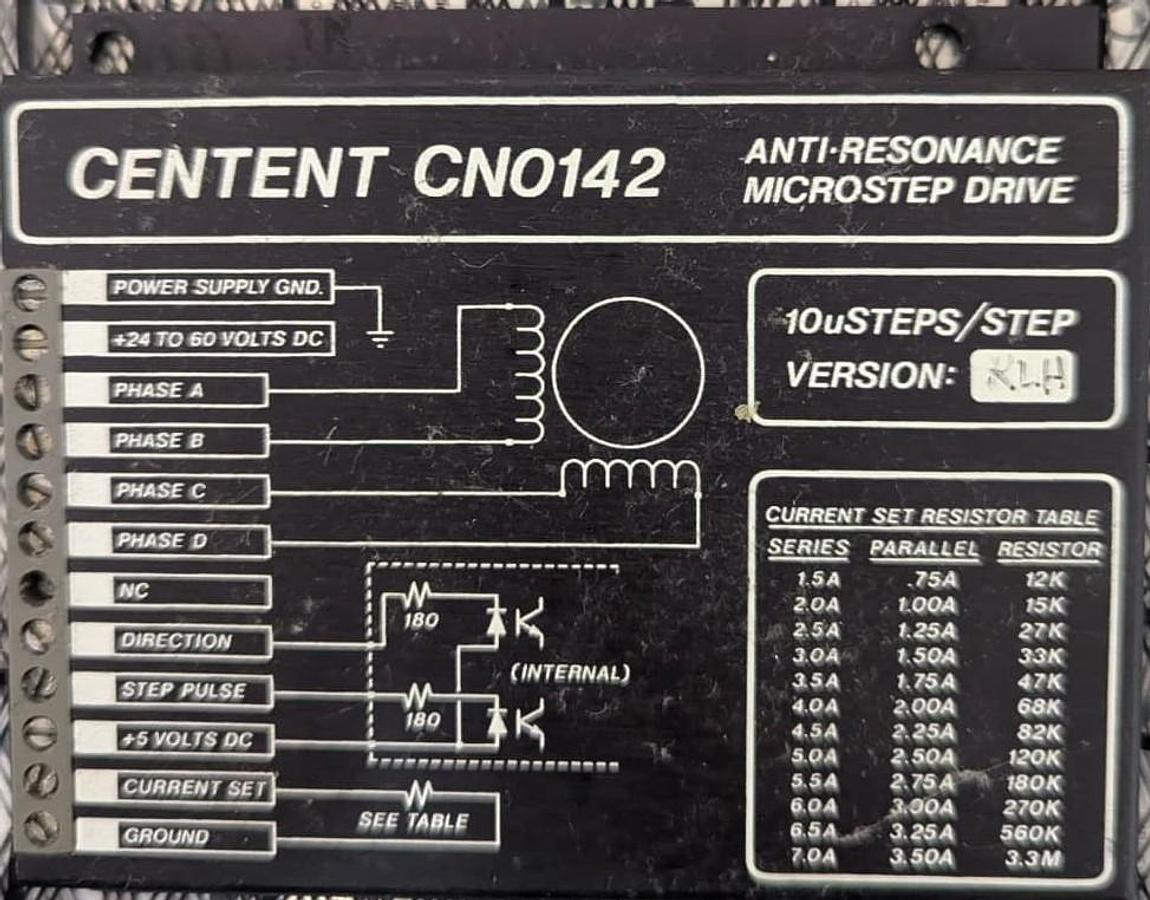 CENTENT CNO142
ANTI-RESONANCE
MICROSTEP DRIVE
POWER SUPPLY GND.
+24 TO 60 VOLTS DC
PHASE A
PHASE B
PHASE C
PHASE D
NC
DIRECTION
STEP PULSE
+5 VOLTS DC
CURRENT SET
GROUND
180
(INTERNAL)
180
SEE TABLE
10uSTEPS/STEP
VERSION: KLH
CURRENT SET RESISTOR TABLE
SERIES PARALLEL RESISTOR
1.5A .75A 12K
2.0A 1.00A 15K
2.5A 1.25A 27K
3.0A 1.50A 33K
3.5A 1.75A 47K
4.0A 2.00A 68K
4.5A 2.25A 82K
5.0A 2.50A 120K
5.5A 2.75A 180K
6.0A 3.00A 270K
6.5A 3.25A 560K
7.0A 3.50A 3.3M